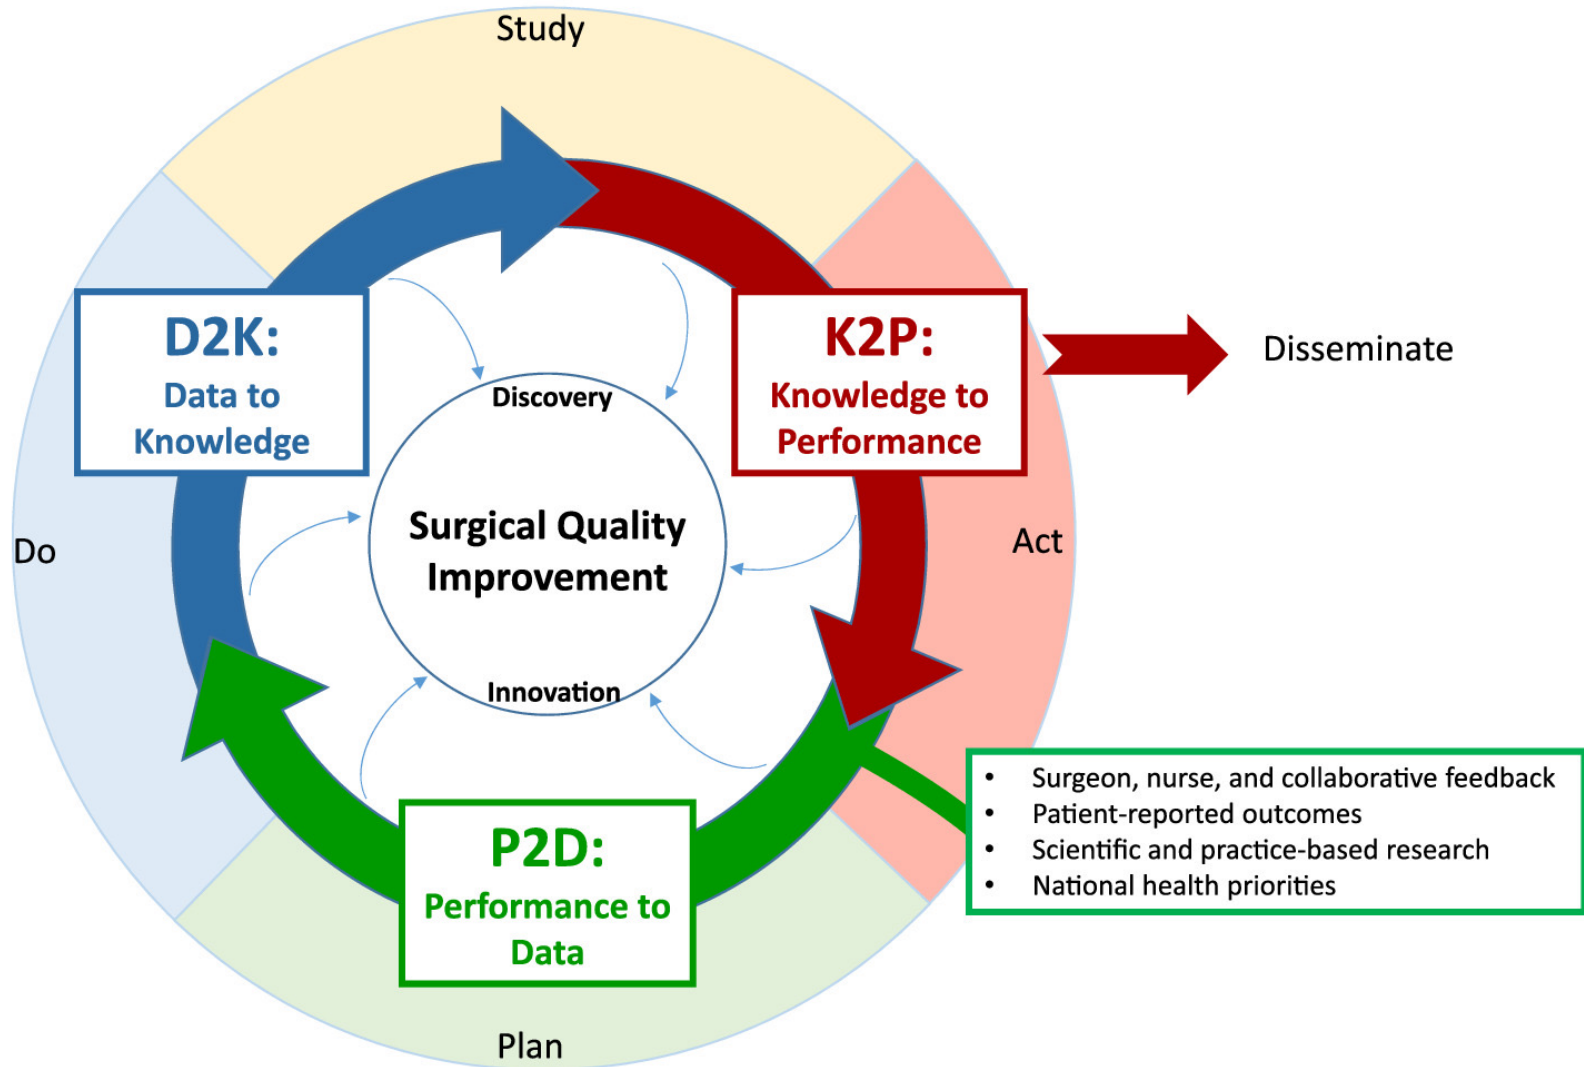 Study
D2K:
Data to
Knowledge
K2P:
Knowledge to
Performance
Disseminate
Discovery
Surgical Quality
Improvement
Innovation
Do
Act
P2D:
Performance to
Data
• Surgeon, nurse, and collaborative feedback
• Patient-reported outcomes
• Scientific and practice-based research
• National health priorities
Plan